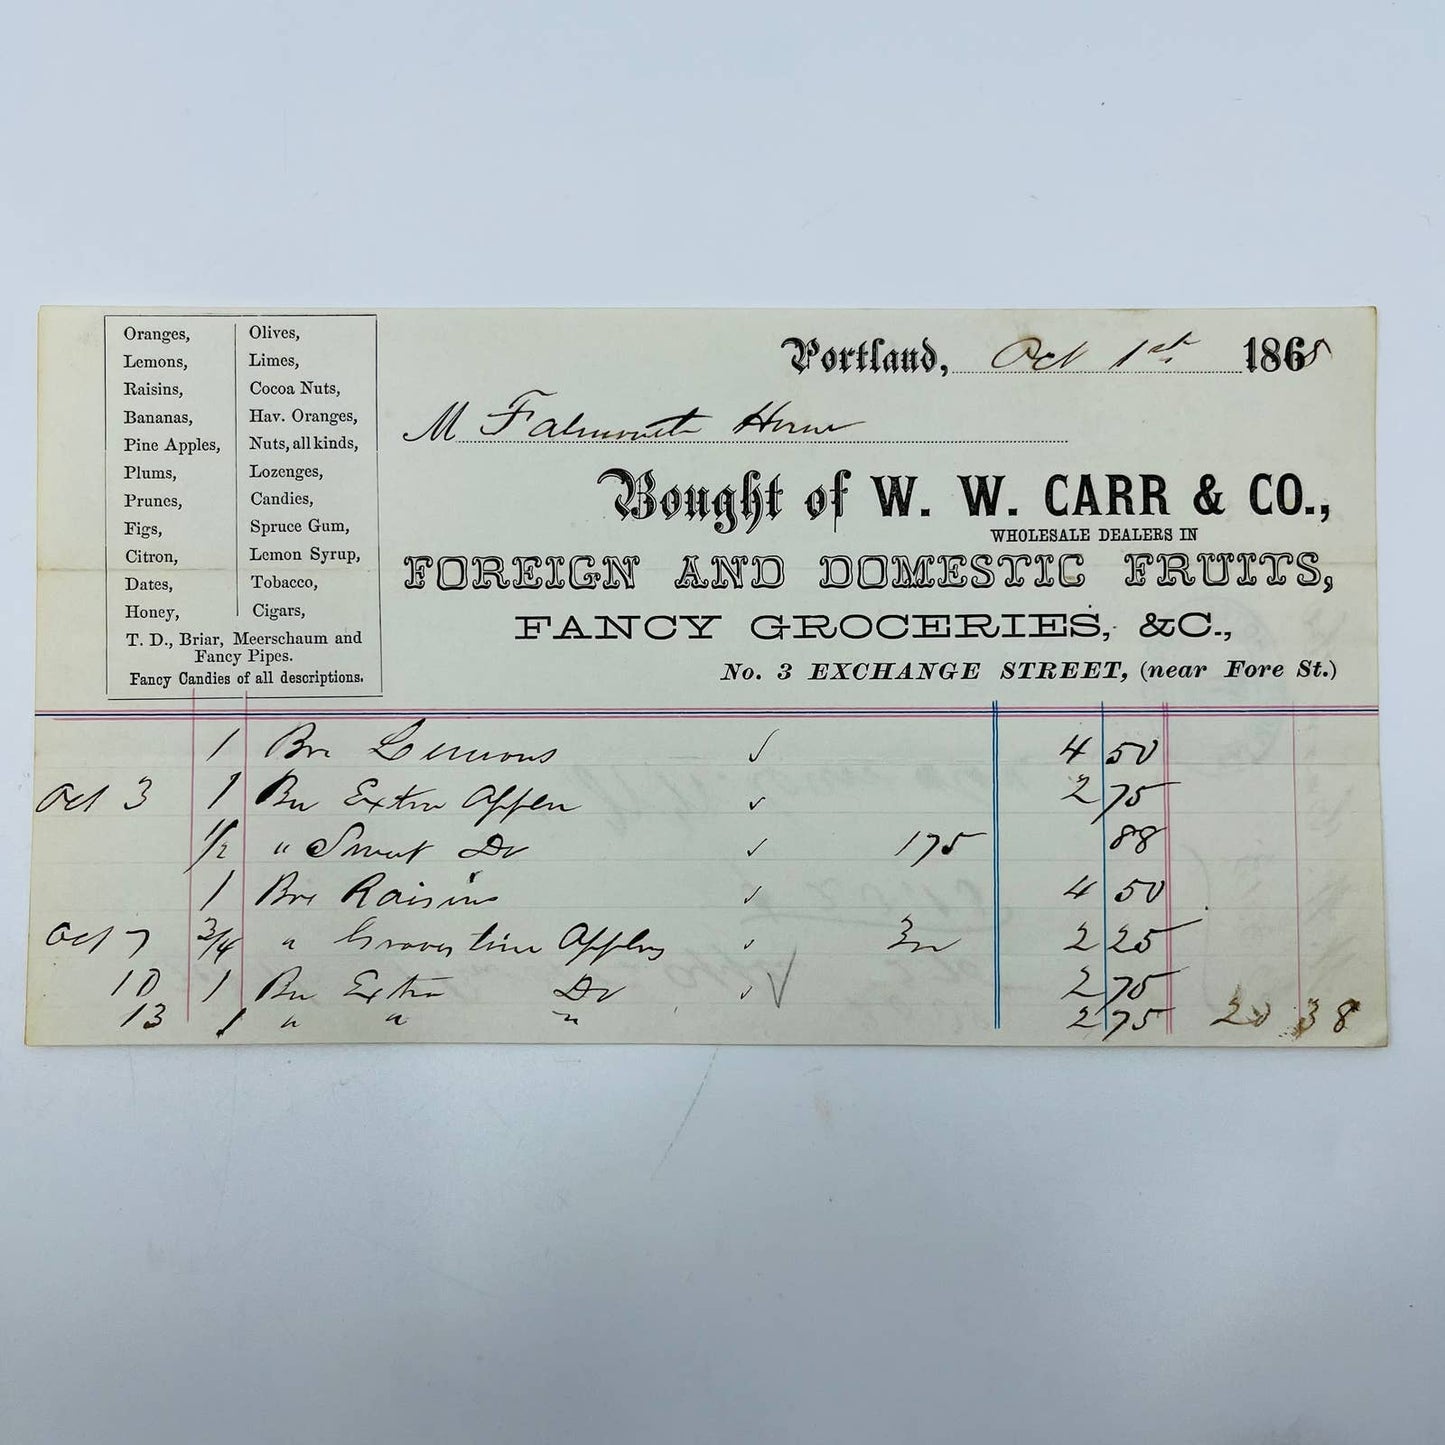 Oranges,
Lemons,
Raisins,
Bananas,
Pine Apples,
Plums,
Prunes,
Figs,
Citron,
Dates,
Honey,
Olives,
Limes,
Cocoa Nuts,
Hav. Oranges,
Nuts, all kinds,
Lozenges,
Candies,
Spruce Gum,
Lemon Syrup,
Tobacco,
Cigars,
T. D., Briar, Meerschaum and
Fancy Pipes.
Fancy Candies of all descriptions.
Portland, Oct 1st 1868
M Falmouth House
Bought of W. W. CARR & CO.,
WHOLESALE DEALERS IN
FOREIGN AND DOMESTIC FRUITS,
FANCY GROCERIES, &C.,
No. 3 EXCHANGE STREET, (near Fore St.)
1 Lemons 4 50
Oct 3 1 Extra Apples 2 75
1/2 " Sweet Do 175 88
1 Raisins 4 50
Oct 7 3/4 " Apples 2 25
10 1 Extra Do 2 75
13 1 " " " 2 75 20 38